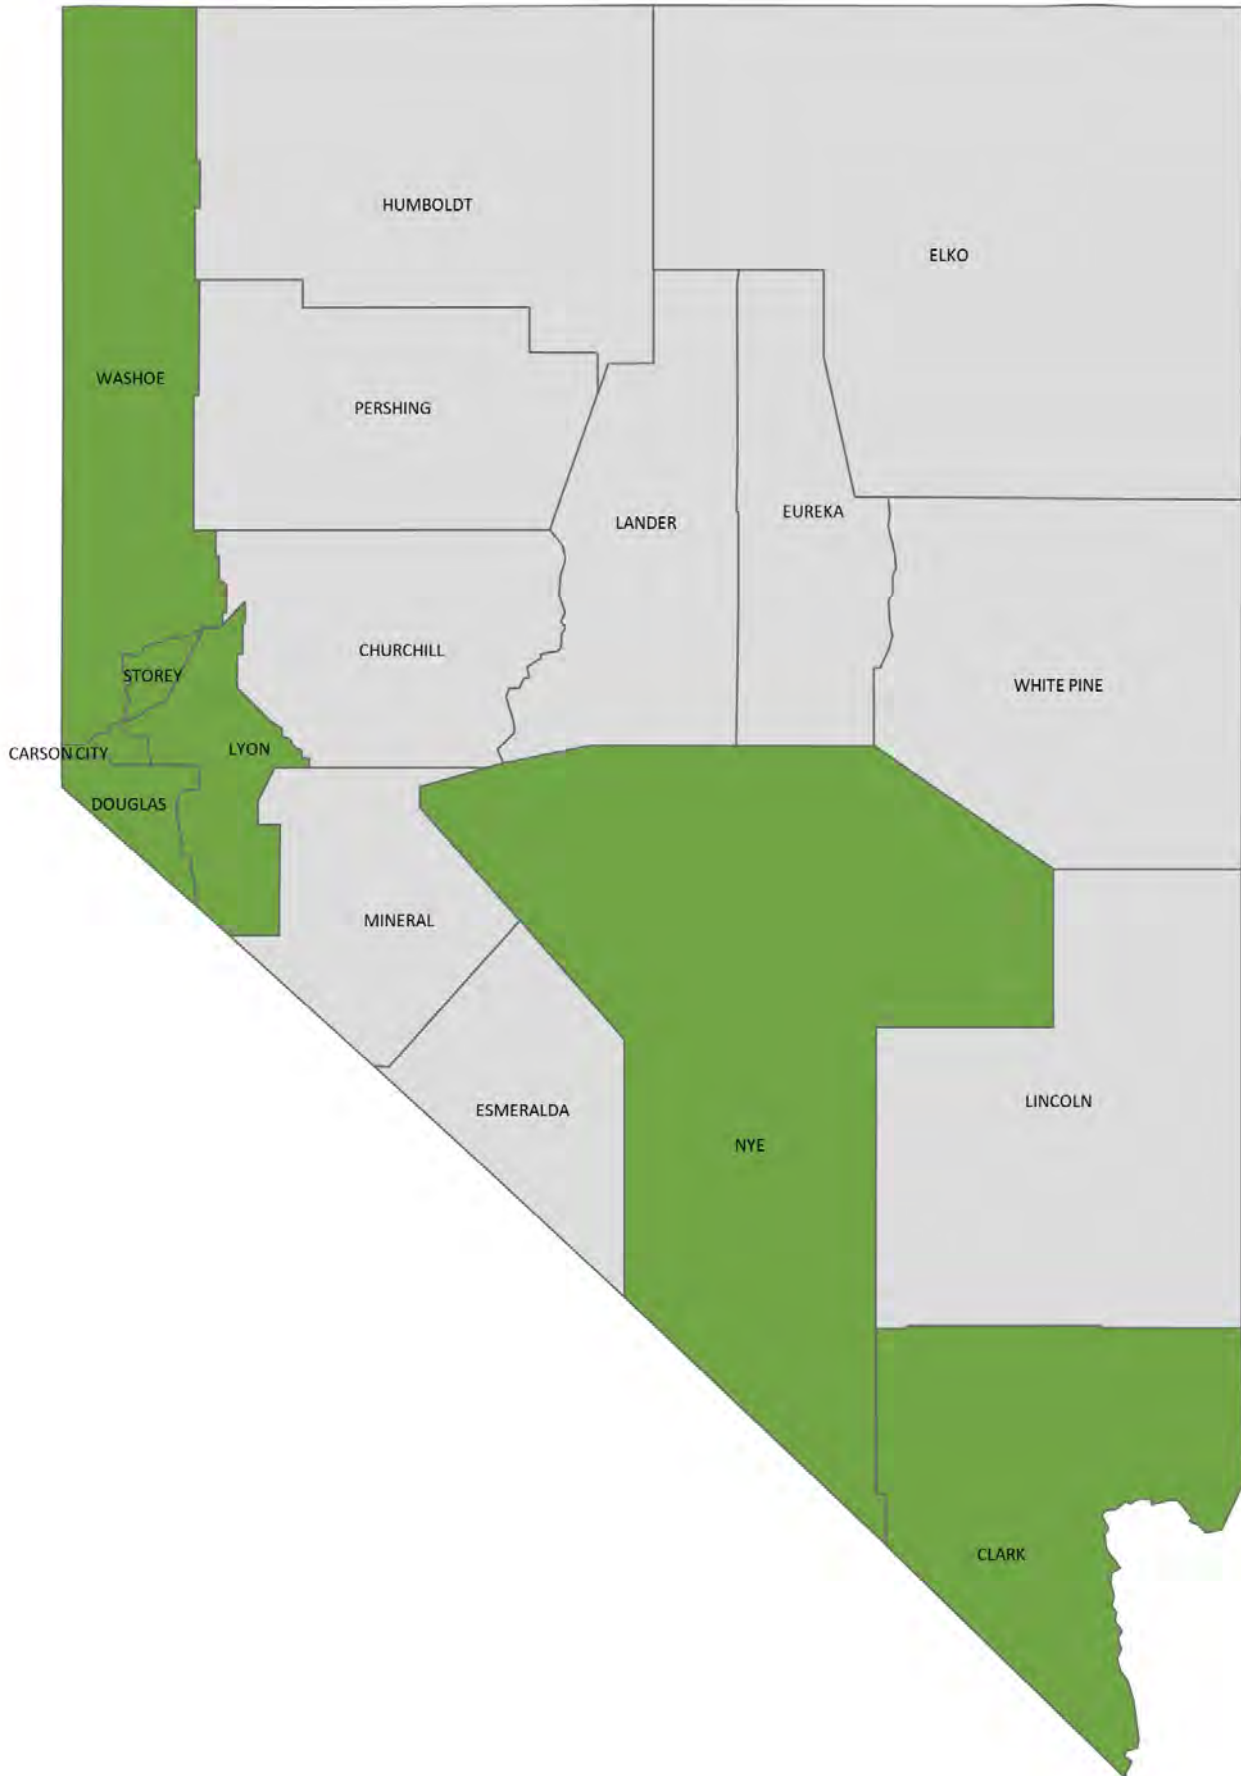 HUMBOLDT
ELKO
WASHOE
PERSHING
LANDER
EUREKA
CHURCHILL
STOREY
WHITE PINE
CARSON CITY
LYON
DOUGLAS
MINERAL
ESMERALDA
LINCOLN
NYE
CLARK